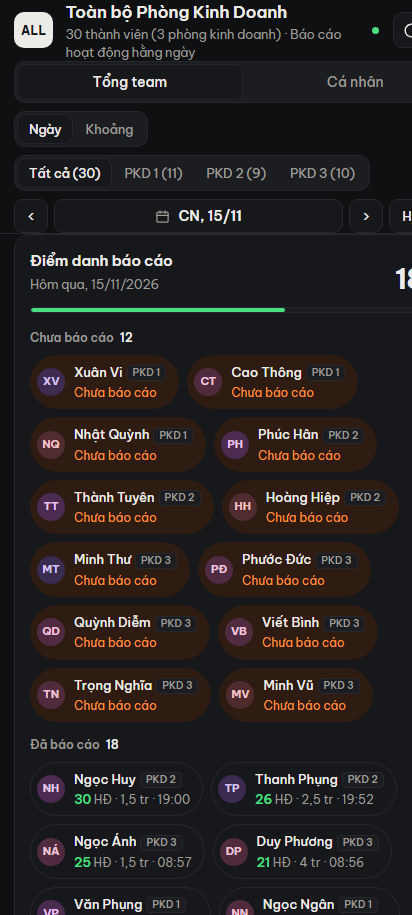 ALL
Toàn bộ Phòng Kinh Doanh
30 thành viên (3 phòng kinh doanh) · Báo cáo
hoạt động hằng ngày
Tổng team
Cá nhân
Ngày
Khoảng
Tất cả (30)
PKD 1 (11)
PKD 2 (9)
PKD 3 (10)
CN, 15/11
H
Điểm danh báo cáo
Hôm qua, 15/11/2026
18
Chưa báo cáo 12
XV Xuân Vi PKD 1
Chưa báo cáo
CT Cao Thông PKD 1
Chưa báo cáo
NQ Nhật Quỳnh PKD 1
Chưa báo cáo
PH Phúc Hân PKD 2
Chưa báo cáo
TT Thành Tuyên PKD 2
Chưa báo cáo
HH Hoàng Hiệp PKD 2
Chưa báo cáo
MT Minh Thư PKD 3
Chưa báo cáo
PĐ Phước Đức PKD 3
Chưa báo cáo
QD Quỳnh Diễm PKD 3
Chưa báo cáo
VB Viết Bình PKD 3
Chưa báo cáo
TN Trọng Nghĩa PKD 3
Chưa báo cáo
MV Minh Vũ PKD 3
Chưa báo cáo
Đã báo cáo 18
NH Ngọc Huy PKD 2
30 HĐ · 1,5 tr · 19:00
TP Thanh Phụng PKD 2
26 HĐ · 2,5 tr · 19:52
NÁ Ngọc Ánh PKD 3
25 HĐ · 1,5 tr · 08:57
DP Duy Phương PKD 3
21 HĐ · 4 tr · 08:56
VP Văn Phụng PKD 1
NN Ngọc Ngân PKD 1